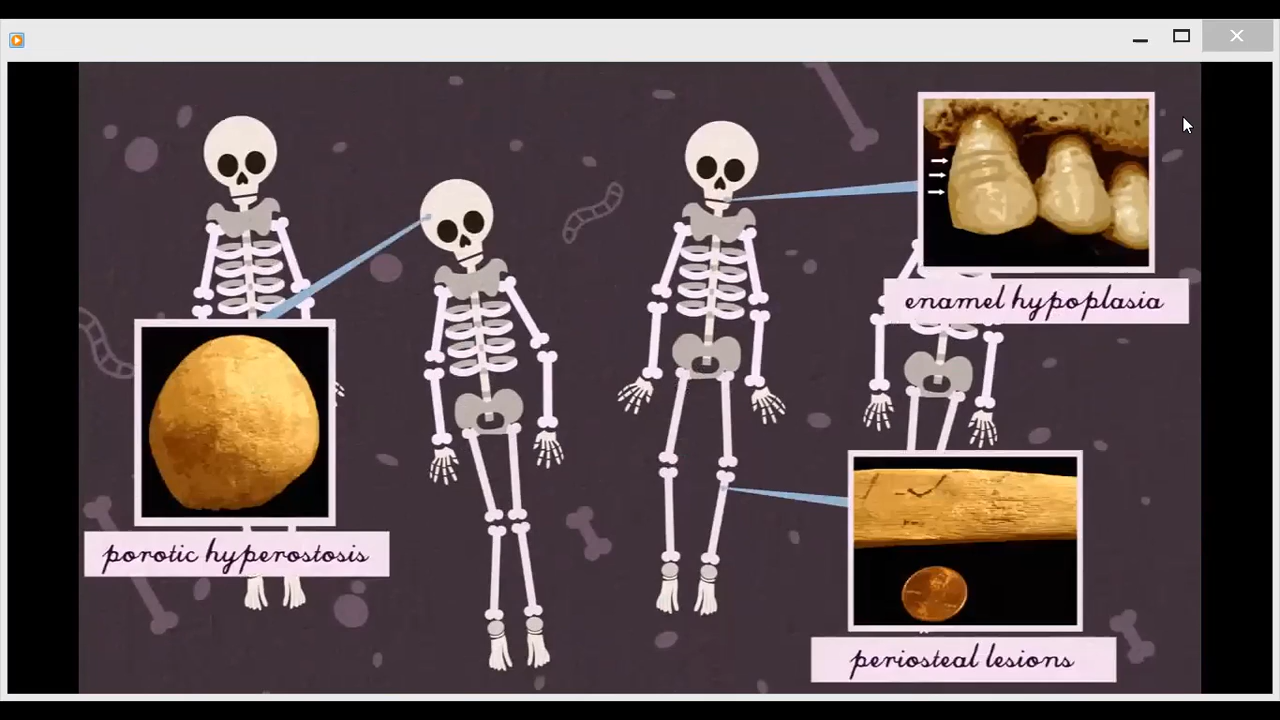 enamel hypoplasia
porotic hyperostosis
periosteal lesions